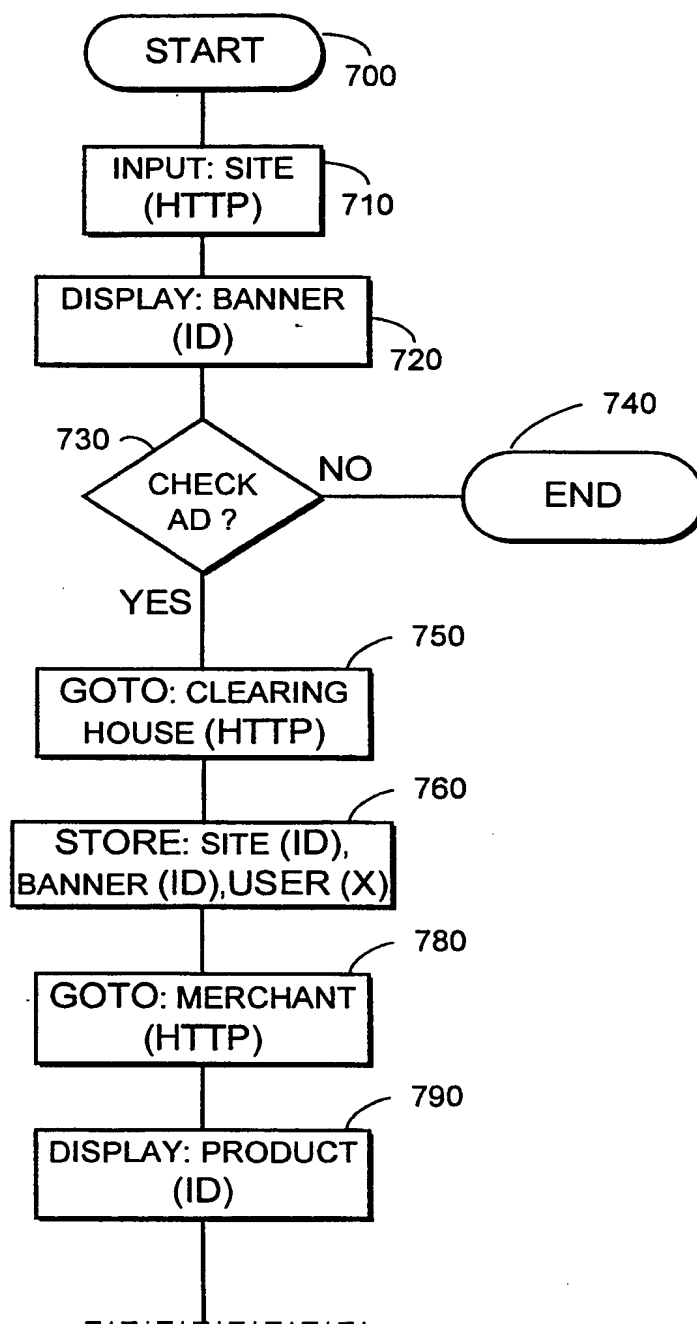 START
700
INPUT: SITE
(HTTP)
710
DISPLAY: BANNER
(ID)
720
730
CHECK
AD ?
NO
740
END
YES
750
GOTO: CLEARING
HOUSE (HTTP)
760
STORE: SITE (ID),
BANNER (ID),USER (X)
780
GOTO: MERCHANT
(HTTP)
790
DISPLAY: PRODUCT
(ID)